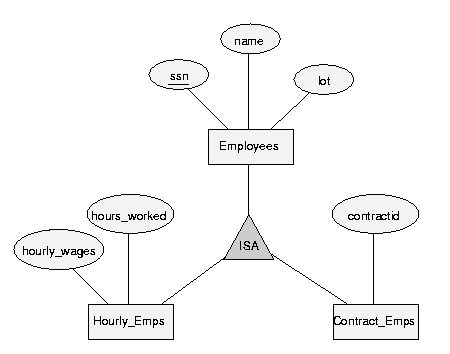 name
ssn
lot
Employees
hours_worked
contractid
hourly_wages
ISA
Hourly_Emps
Contract_Emps